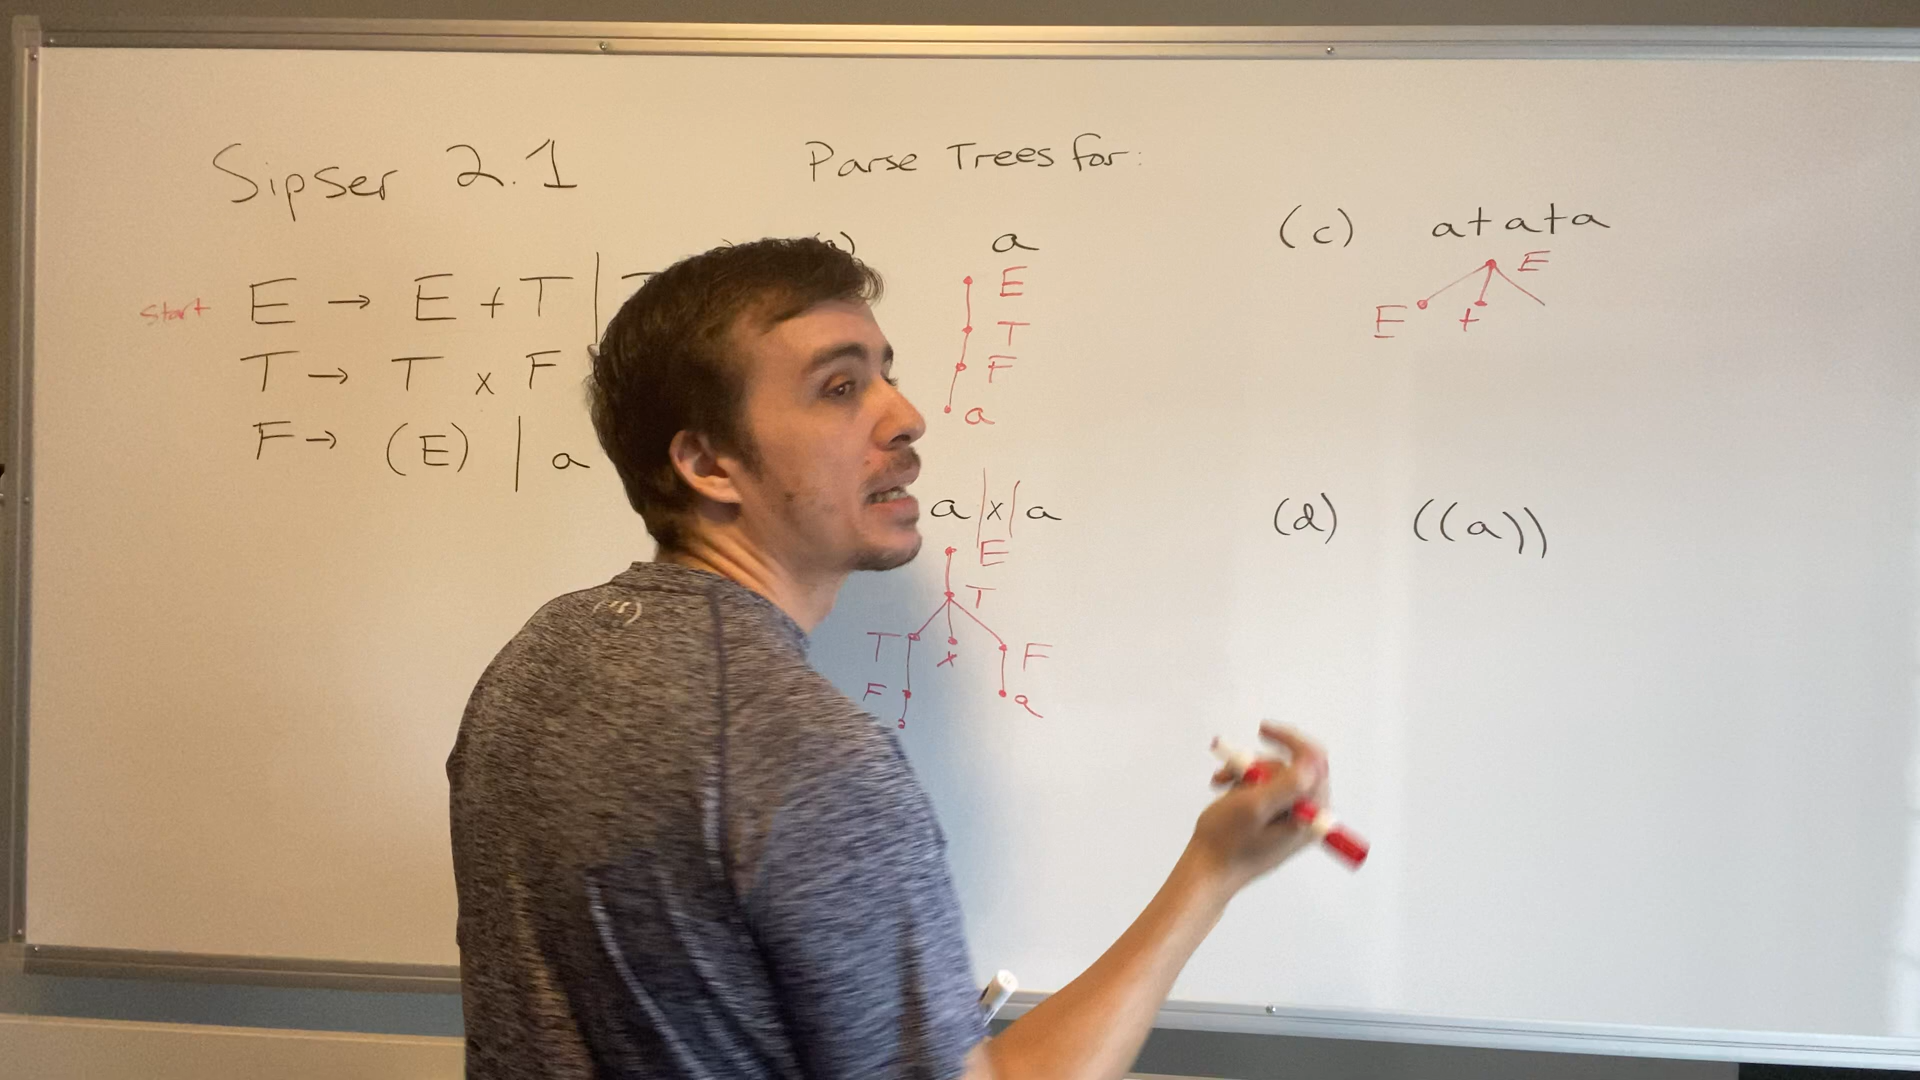 Sipser 2.1
Start E → E + T |
T → T x F
F → (E) | a
Parse Trees for:
a
E
T
F
a
a | x | a
E
T
T x F
F a
(c) a+a+a
E
E +
(d) ((a))